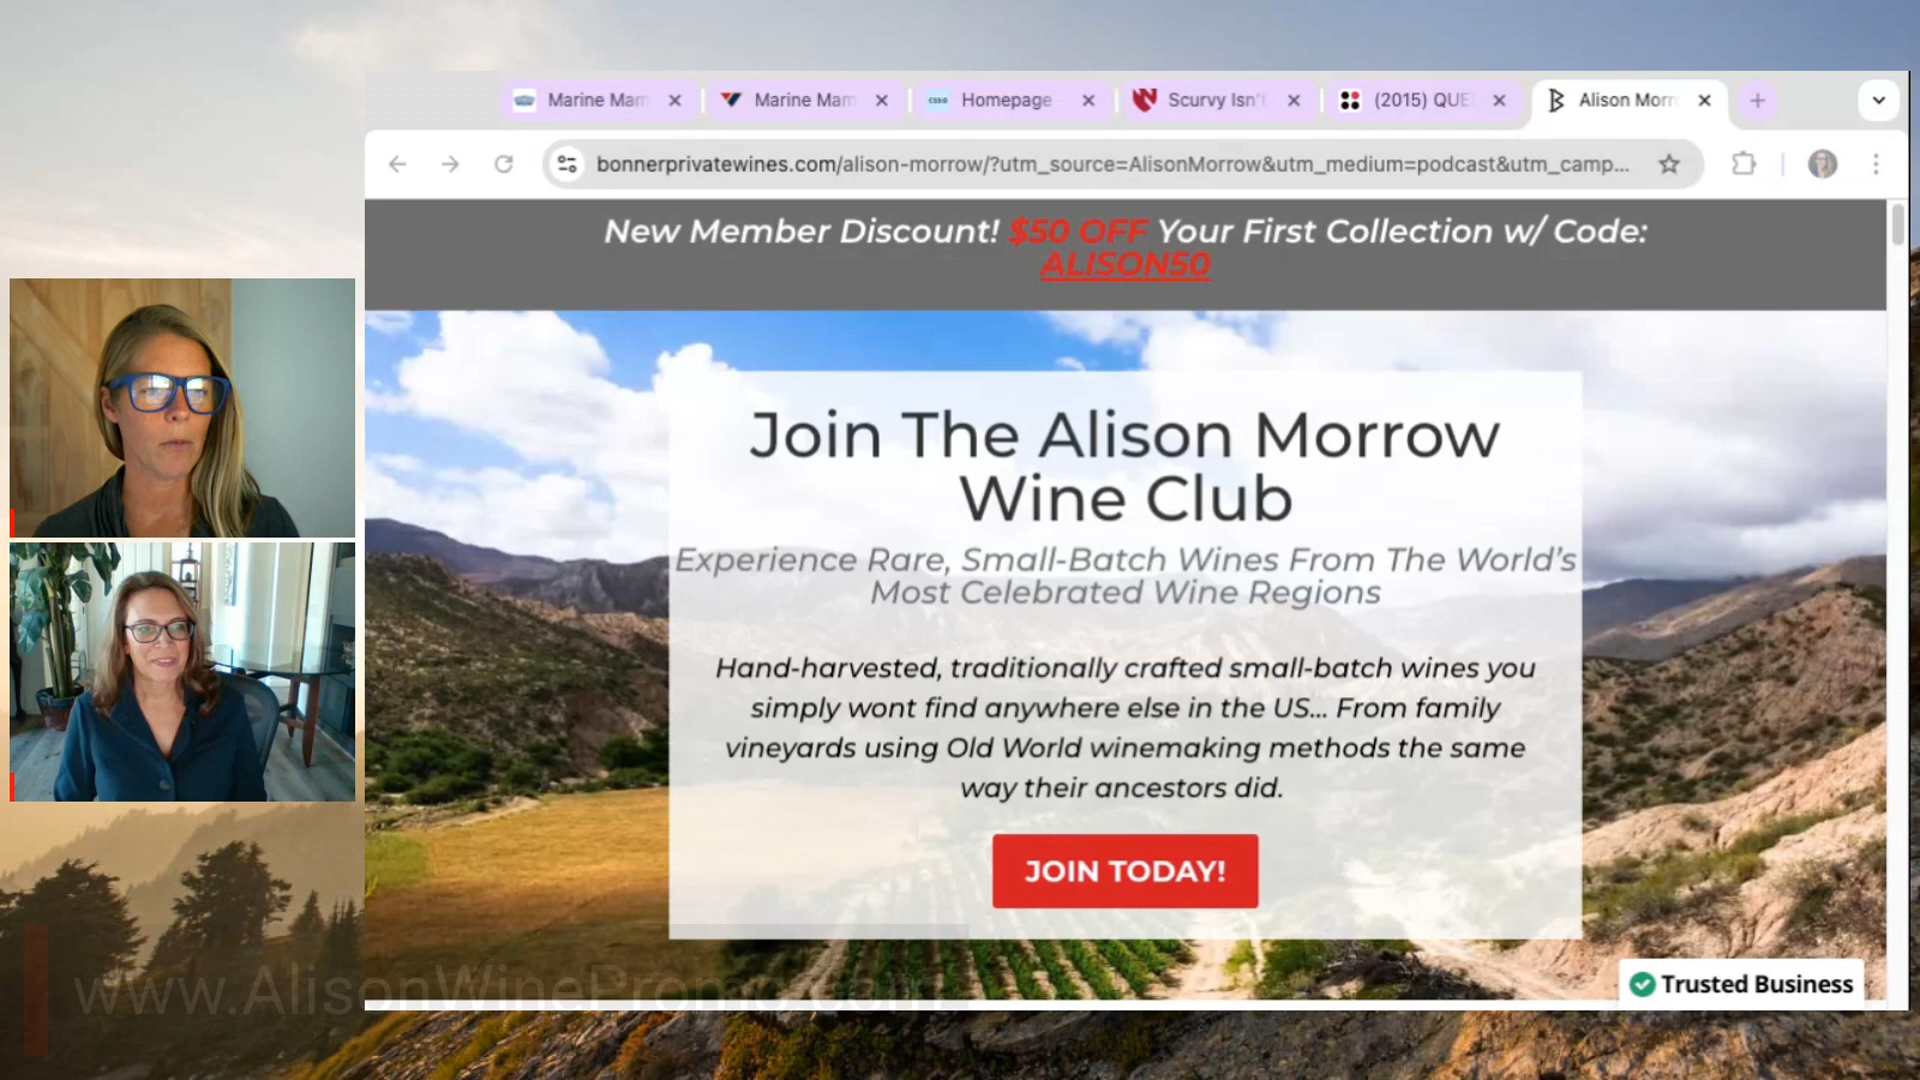 Marine Mam
Marine Mam
CSSIO
Homepage
Scurvy Isn't
(2015) QUE
Alison Morr
bonnerprivatewines.com/alison-morrow/?utm_source=AlisonMorrow&utm_medium=podcast&utm_camp...
New Member Discount! $50 OFF Your First Collection w/ Code:
ALISON50
Join The Alison Morrow
Wine Club
Experience Rare, Small-Batch Wines From The World's
Most Celebrated Wine Regions
Hand-harvested, traditionally crafted small-batch wines you
simply wont find anywhere else in the US... From family
vineyards using Old World winemaking methods the same
way their ancestors did.
JOIN TODAY!
Trusted Business
www.AlisonWinePromo.com